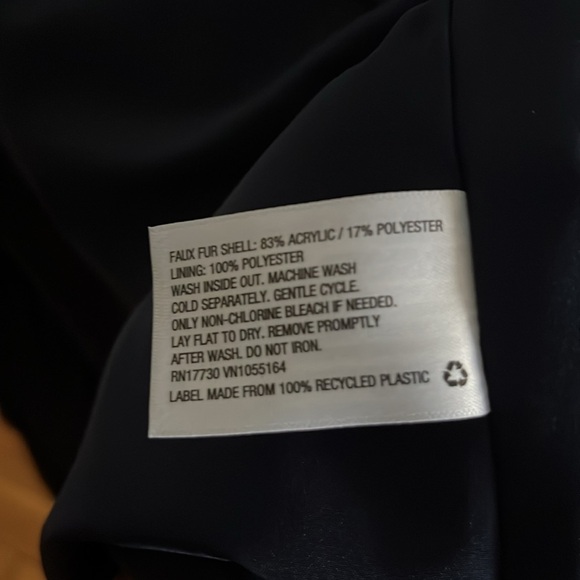 FAUX FUR SHELL: 83% ACRYLIC / 17% POLYESTER
LINING: 100% POLYESTER
WASH INSIDE OUT. MACHINE WASH
COLD SEPARATELY. GENTLE CYCLE.
ONLY NON-CHLORINE BLEACH IF NEEDED.
LAY FLAT TO DRY. REMOVE PROMPTLY
AFTER WASH. DO NOT IRON.
RN17730 VN1055164
LABEL MADE FROM 100% RECYCLED PLASTIC